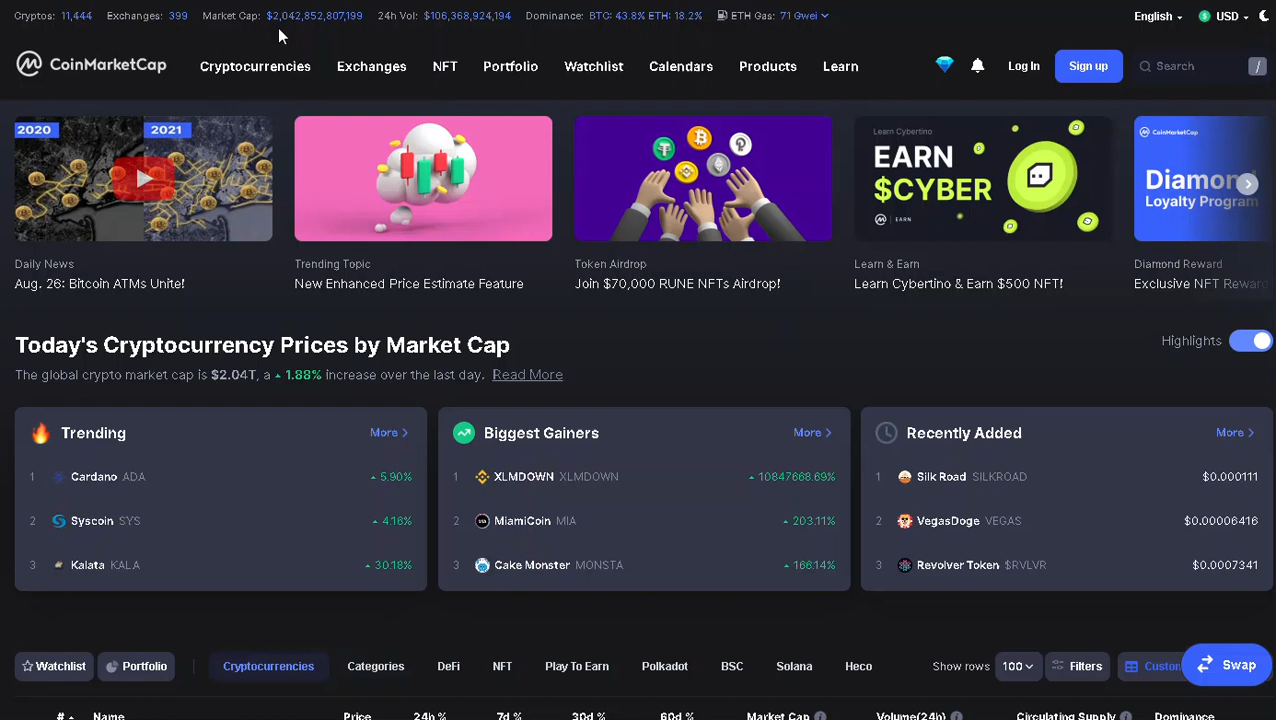 Cryptos: 11,444 Exchanges: 399 Market Cap: $2,042,852,807,199 24h Vol: $106,368,924,194 Dominance: BTC: 43.8% ETH: 18.2% ETH Gas: 71 Gwei English USD
CoinMarketCap Cryptocurrencies Exchanges NFT Portfolio Watchlist Calendars Products Learn Log In Sign up Search /
2020 2021
Learn Cybertino
EARN
$CYBER
EARN
CoinMarketCap
Diamond
Loyalty Program
Daily News Trending Topic Token Airdrop Learn & Earn Diamond Reward
Aug. 26: Bitcoin ATMs Unite! New Enhanced Price Estimate Feature Join $70,000 RUNE NFTs Airdrop! Learn Cybertino & Earn $500 NFT! Exclusive NFT Reward
Today's Cryptocurrency Prices by Market Cap Highlights
The global crypto market cap is $2.04T, a 1.88% increase over the last day. Read More
Trending More Biggest Gainers More Recently Added More
1 Cardano ADA 5.90% 1 XLMDOWN XLMDOWN 10847668.69% 1 Silk Road SILKROAD $0.000111
2 Syscoin SYS 4.16% 2 MiamiCoin MIA 203.11% 2 VegasDoge VEGAS $0.00006416
3 Kalata KALA 30.18% 3 Cake Monster MONSTA 166.14% 3 Revolver Token $RVLVR $0.0007341
Watchlist Portfolio Cryptocurrencies Categories DeFi NFT Play To Earn Polkadot BSC Solana Heco Show rows 100 Filters Custom Swap
# Name Price 24h % 7d % 30d % 60d % Market Cap Volume(24h) Circulating Supply Dominance